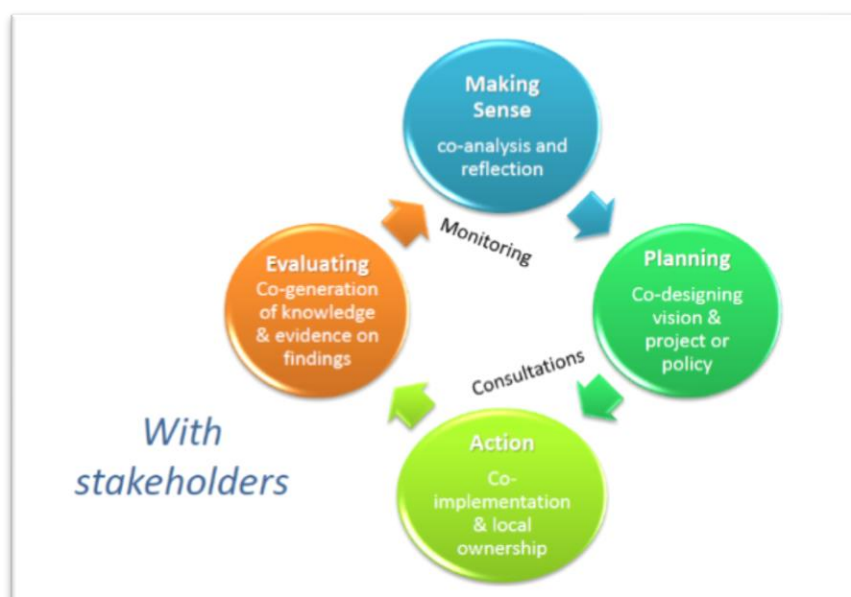 Making
Sense
co-analysis and
reflection
Monitoring
Planning
Co-designing
vision &
project or
policy
Consultations
Action
Co-
implementation
& local
ownership
Evaluating
Co-generation
of knowledge
& evidence on
findings
With
stakeholders